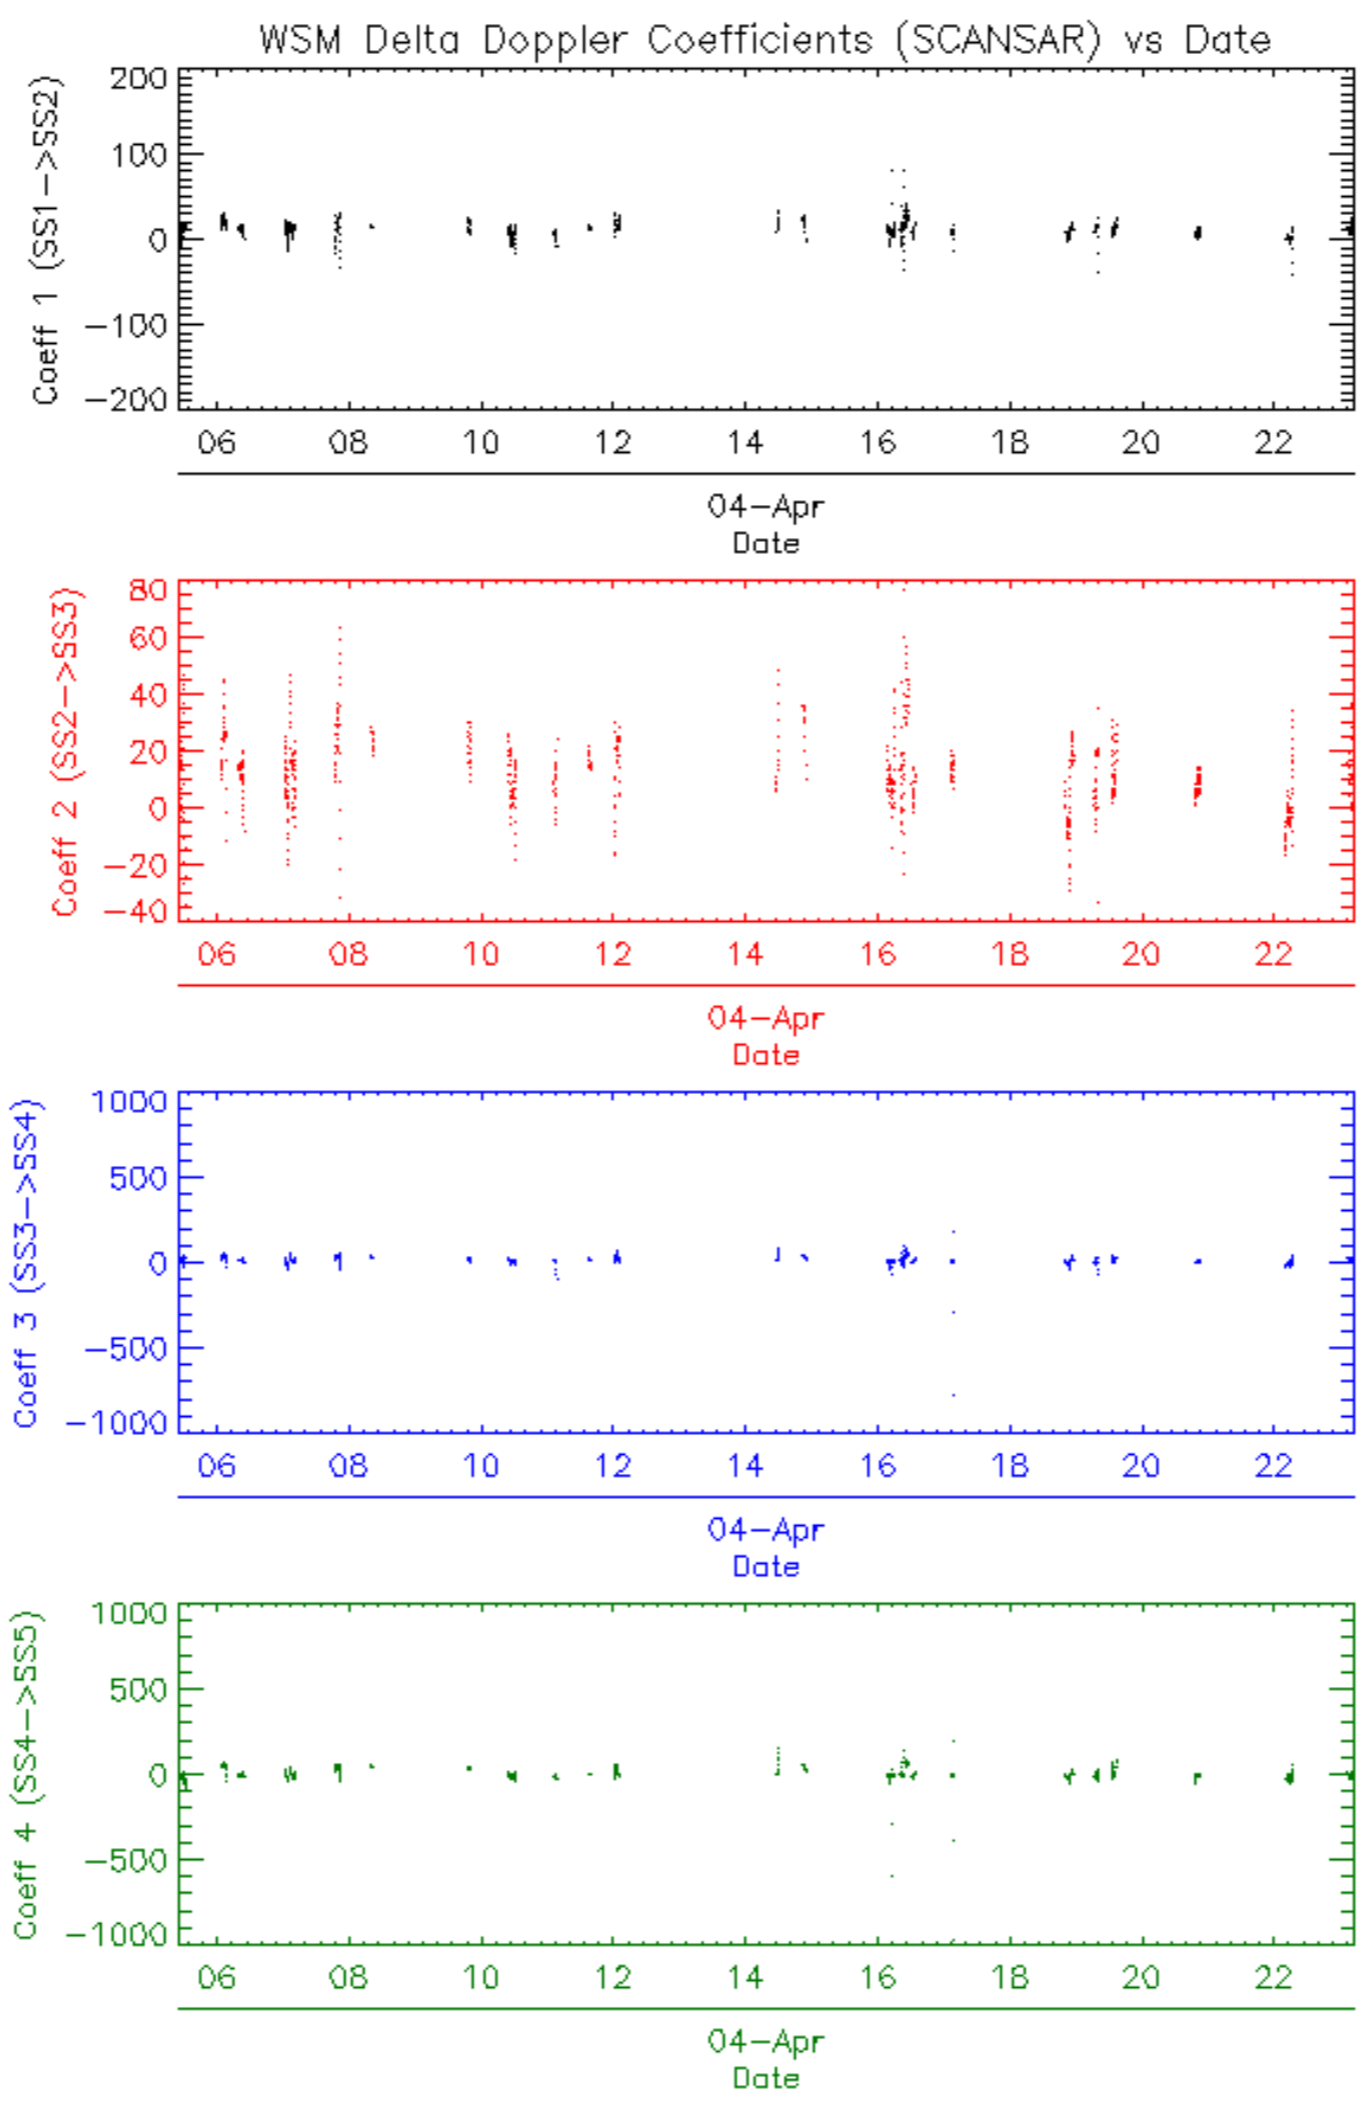 WSM Delta Doppler Coefficients (SCANSAR) vs Date
Coeff 1 (SS1->SS2)
200
100
0
-100
-200
06 08 10 12 14 16 18 20 22
04-Apr
Date
Coeff 2 (SS2->SS3)
80
60
40
20
0
-20
-40
06 08 10 12 14 16 18 20 22
04-Apr
Date
Coeff 3 (SS3->SS4)
1000
500
0
-500
-1000
06 08 10 12 14 16 18 20 22
04-Apr
Date
Coeff 4 (SS4->SS5)
1000
500
0
-500
-1000
06 08 10 12 14 16 18 20 22
04-Apr
Date